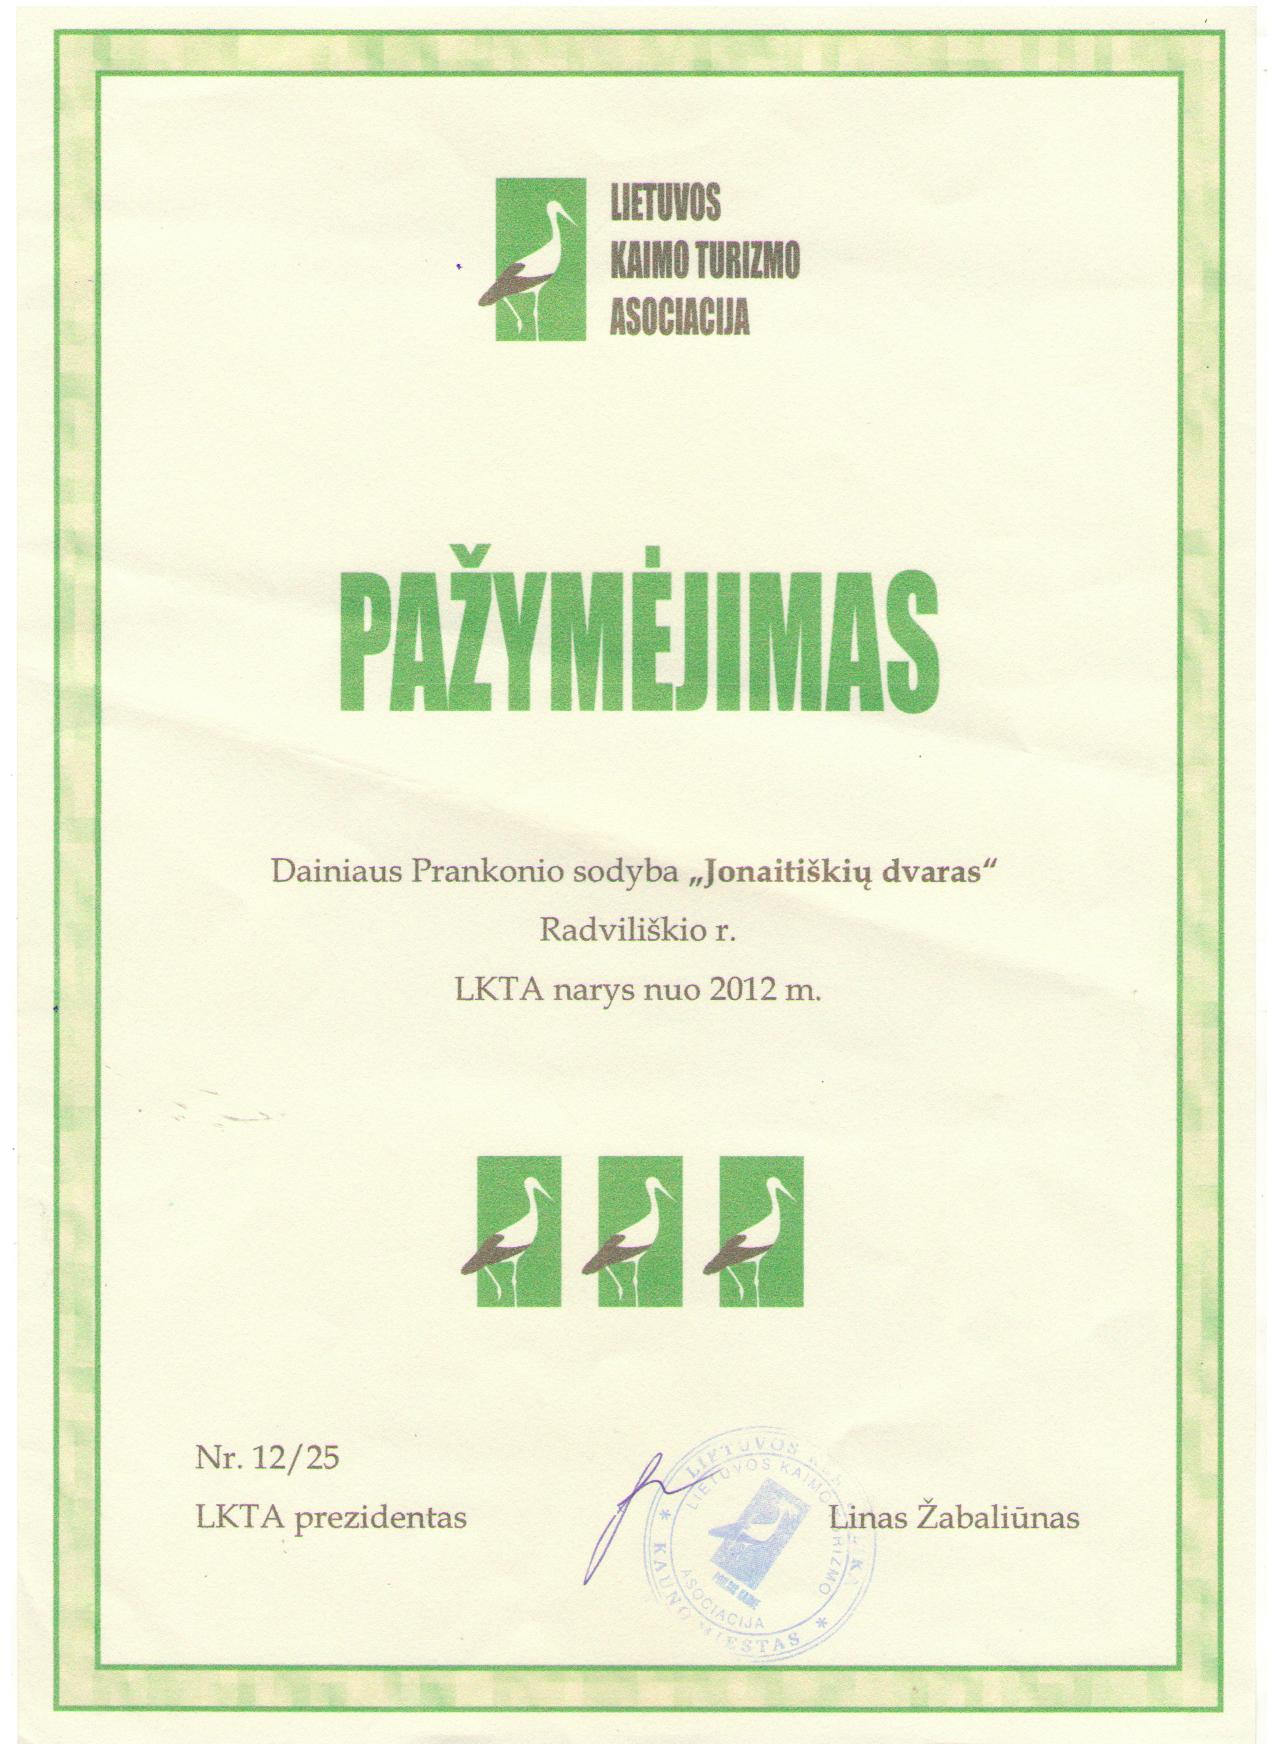 LIETUVOS
KAIMO TURIZMO
ASOCIACIJA
PAŽYMĖJIMAS
Dainiaus Prankonio sodyba „Jonaitiškių dvaras“
Radviliškio r.
LKTA narys nuo 2012 m.
Nr. 12/25
LKTA prezidentas
Linas Žabaliūnas
LIETUVOS
KAUNO MIESTAS
LIETUVOS KAIMO TURIZMO
ASOCIACIJA